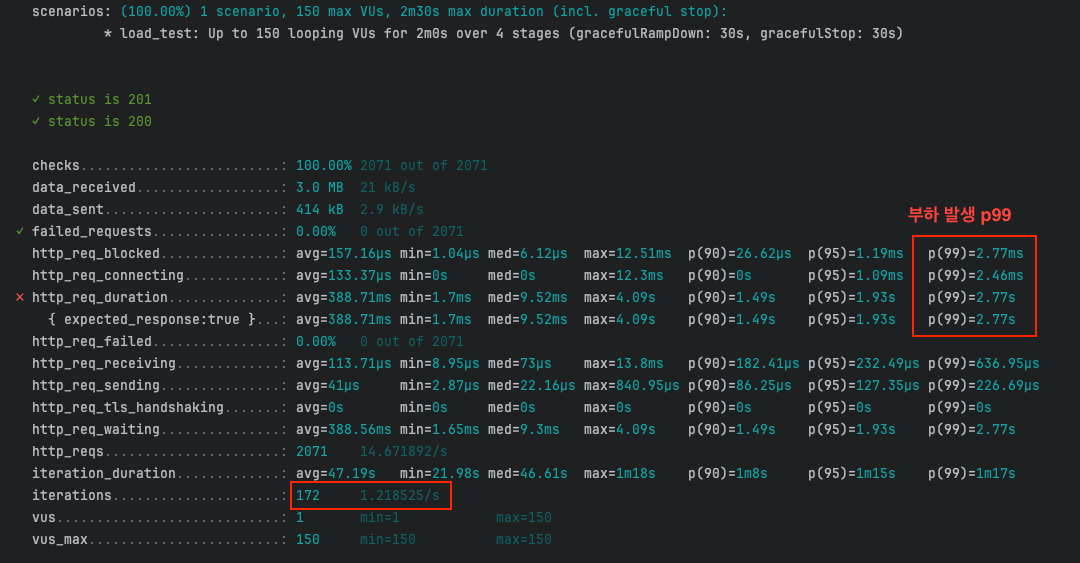 scenarios: (100.00%) 1 scenario, 150 max VUs, 2m30s max duration (incl. graceful stop):
* load_test: Up to 150 looping VUs for 2m0s over 4 stages (gracefulRampDown: 30s, gracefulStop: 30s)
✓ status is 201
✓ status is 200
checks.........................: 100.00% 2071 out of 2071
data_received..................: 3.0 MB 21 kB/s
data_sent......................: 414 kB 2.9 kB/s
부하 발생 p99
✓ failed_requests................: 0.00% 0 out of 2071
http_req_blocked...............: avg=157.16µs min=1.04µs med=6.12µs max=12.51ms p(90)=26.62µs p(95)=1.19ms p(99)=2.77ms
http_req_connecting............: avg=133.37µs min=0s med=0s max=12.3ms p(90)=0s p(95)=1.09ms p(99)=2.46ms
✗ http_req_duration..............: avg=388.71ms min=1.7ms med=9.52ms max=4.09s p(90)=1.49s p(95)=1.93s p(99)=2.77s
{ expected_response:true }...: avg=388.71ms min=1.7ms med=9.52ms max=4.09s p(90)=1.49s p(95)=1.93s p(99)=2.77s
http_req_failed................: 0.00% 0 out of 2071
http_req_receiving.............: avg=113.71µs min=8.95µs med=73µs max=13.8ms p(90)=182.41µs p(95)=232.49µs p(99)=636.95µs
http_req_sending...............: avg=41µs min=2.87µs med=22.16µs max=840.95µs p(90)=86.25µs p(95)=127.35µs p(99)=226.69µs
http_req_tls_handshaking.......: avg=0s min=0s med=0s max=0s p(90)=0s p(95)=0s p(99)=0s
http_req_waiting...............: avg=388.56ms min=1.65ms med=9.3ms max=4.09s p(90)=1.49s p(95)=1.93s p(99)=2.77s
http_reqs......................: 2071 14.671892/s
iteration_duration.............: avg=47.19s min=21.98s med=46.61s max=1m18s p(90)=1m8s p(95)=1m15s p(99)=1m17s
iterations.....................: 172 1.218525/s
vus............................: 1 min=1 max=150
vus_max........................: 150 min=150 max=150